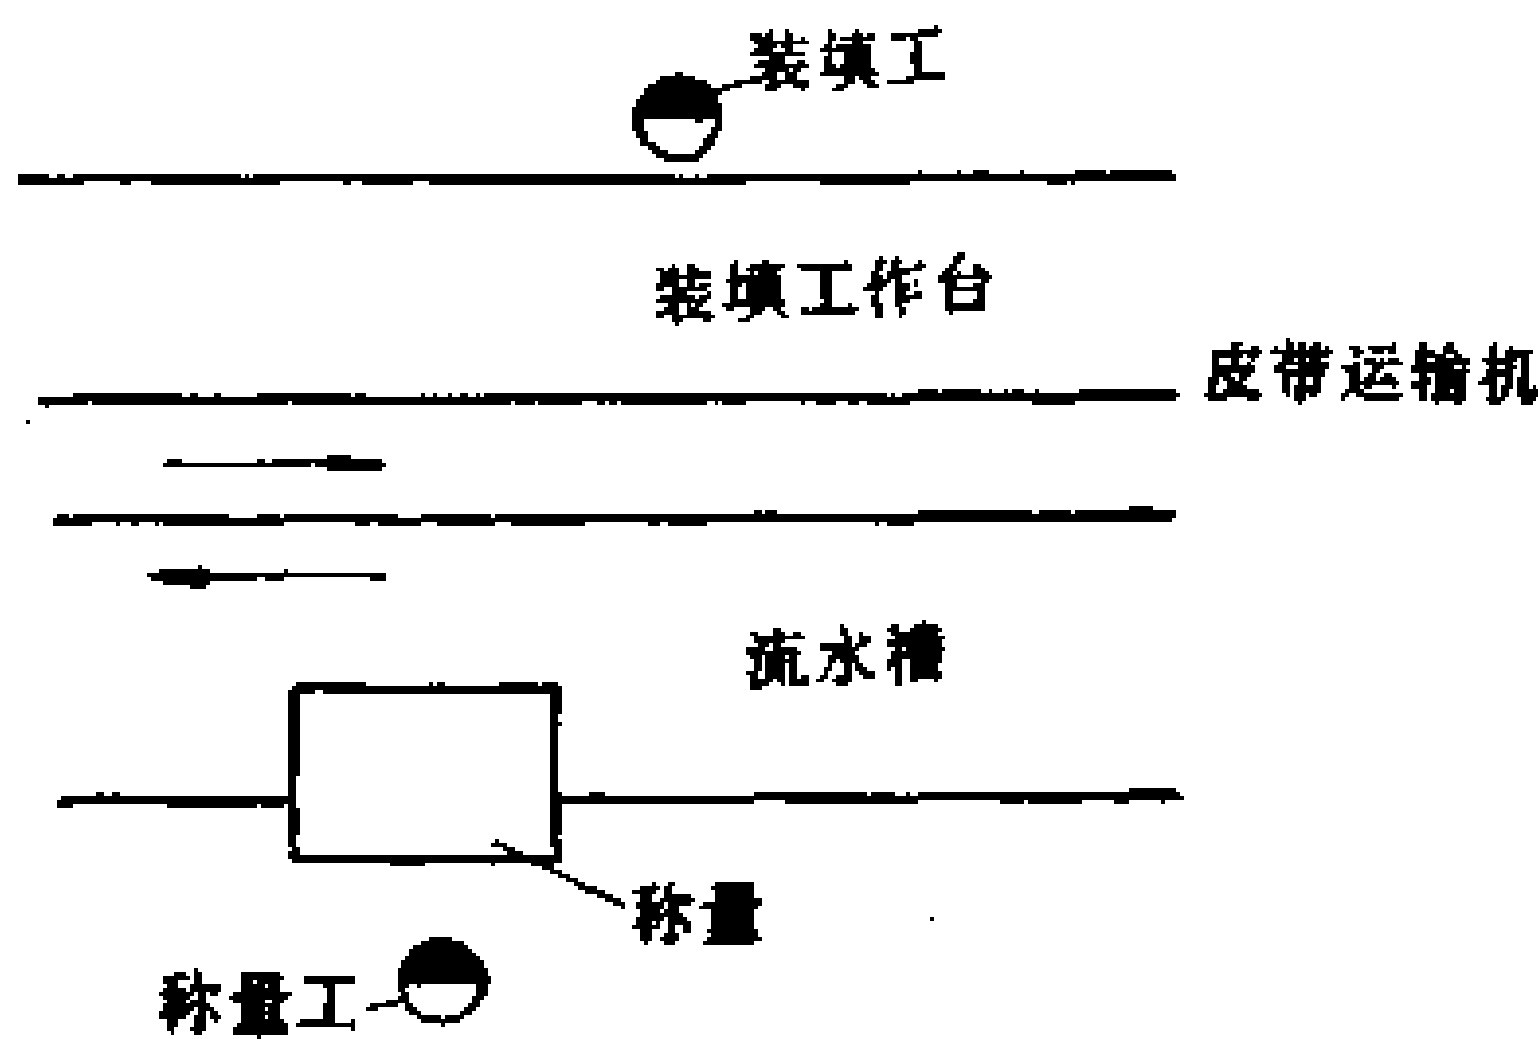 装填工
装填工作台
皮带运输机
流水槽
称量
称量工